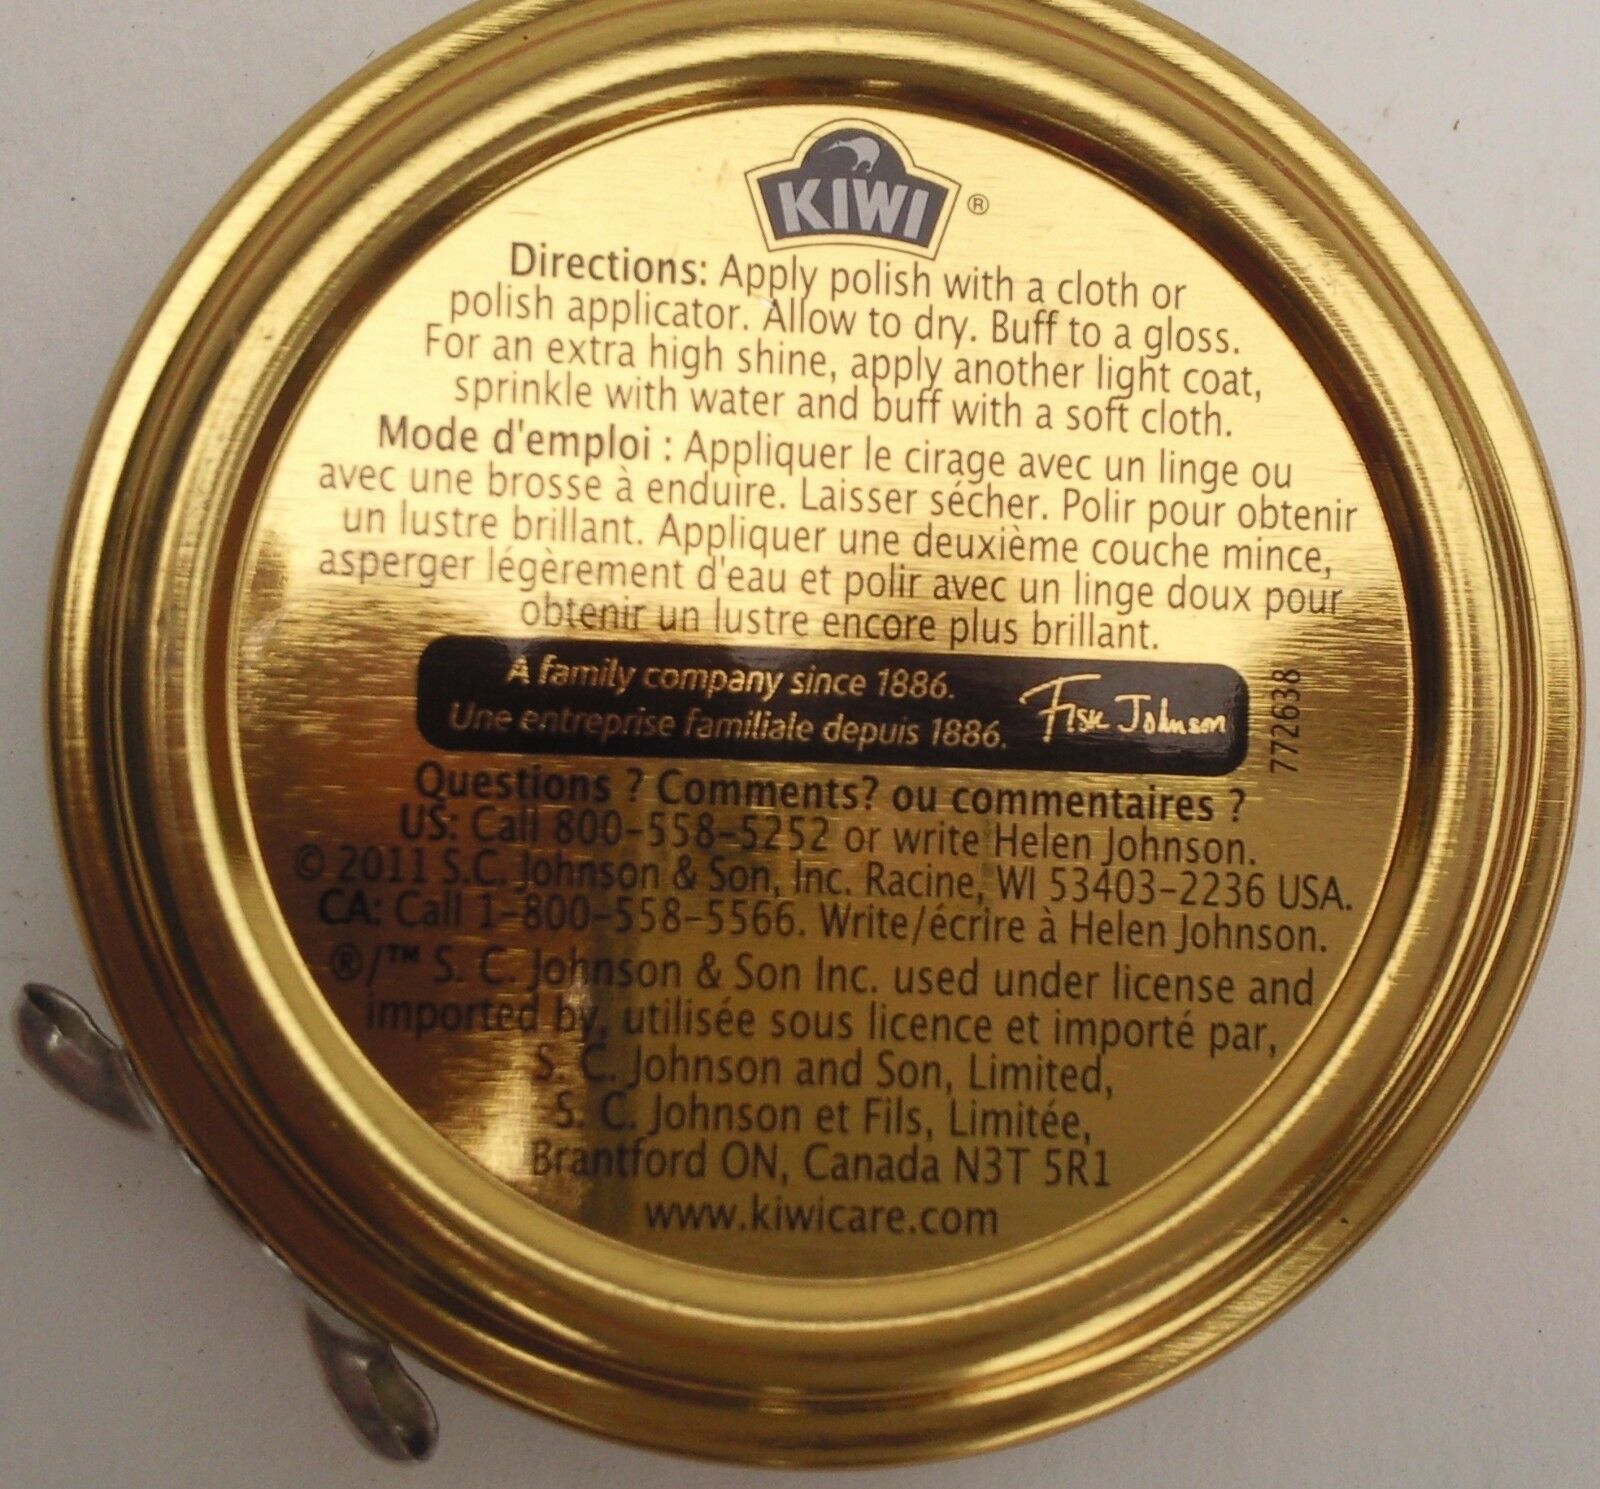 KIWI ®
Directions: Apply polish with a cloth or
polish applicator. Allow to dry. Buff to a gloss.
For an extra high shine, apply another light coat,
sprinkle with water and buff with a soft cloth.
Mode d'emploi : Appliquer le cirage avec un linge ou
avec une brosse à enduire. Laisser sécher. Polir pour obtenir
un lustre brillant. Appliquer une deuxième couche mince,
asperger légèrement d'eau et polir avec un linge doux pour
obtenir un lustre encore plus brillant.
A family company since 1886.
Une entreprise familiale depuis 1886.
Fisk Johnson
772638
Questions ? Comments? ou commentaires ?
US: Call 800-558-5252 or write Helen Johnson.
© 2011 S.C. Johnson & Son, Inc. Racine, WI 53403-2236 USA.
CA: Call 1-800-558-5566. Write/écrire à Helen Johnson.
®/™ S. C. Johnson & Son Inc. used under license and
imported by, utilisée sous licence et importé par,
S. C. Johnson and Son, Limited,
S. C. Johnson et Fils, Limitée,
Brantford ON, Canada N3T 5R1
www.kiwicare.com